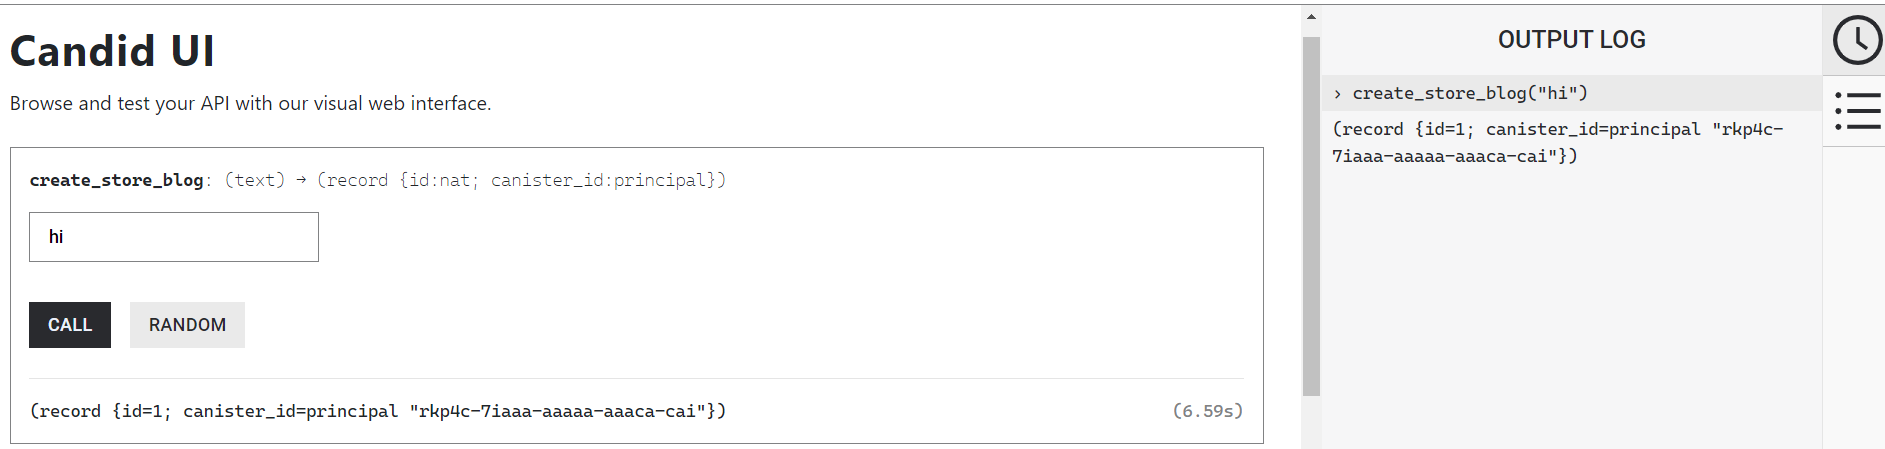 Candid UI
Browse and test your API with our visual web interface.
create_store_blog: (text) → (record {id:nat; canister_id:principal})
hi
CALL
RANDOM
(record {id=1; canister_id=principal "rkp4c-7iaaa-aaaaa-aaaca-cai"})
(6.59s)
OUTPUT LOG
› create_store_blog("hi")
(record {id=1; canister_id=principal "rkp4c-
7iaaa-aaaaa-aaaca-cai"})